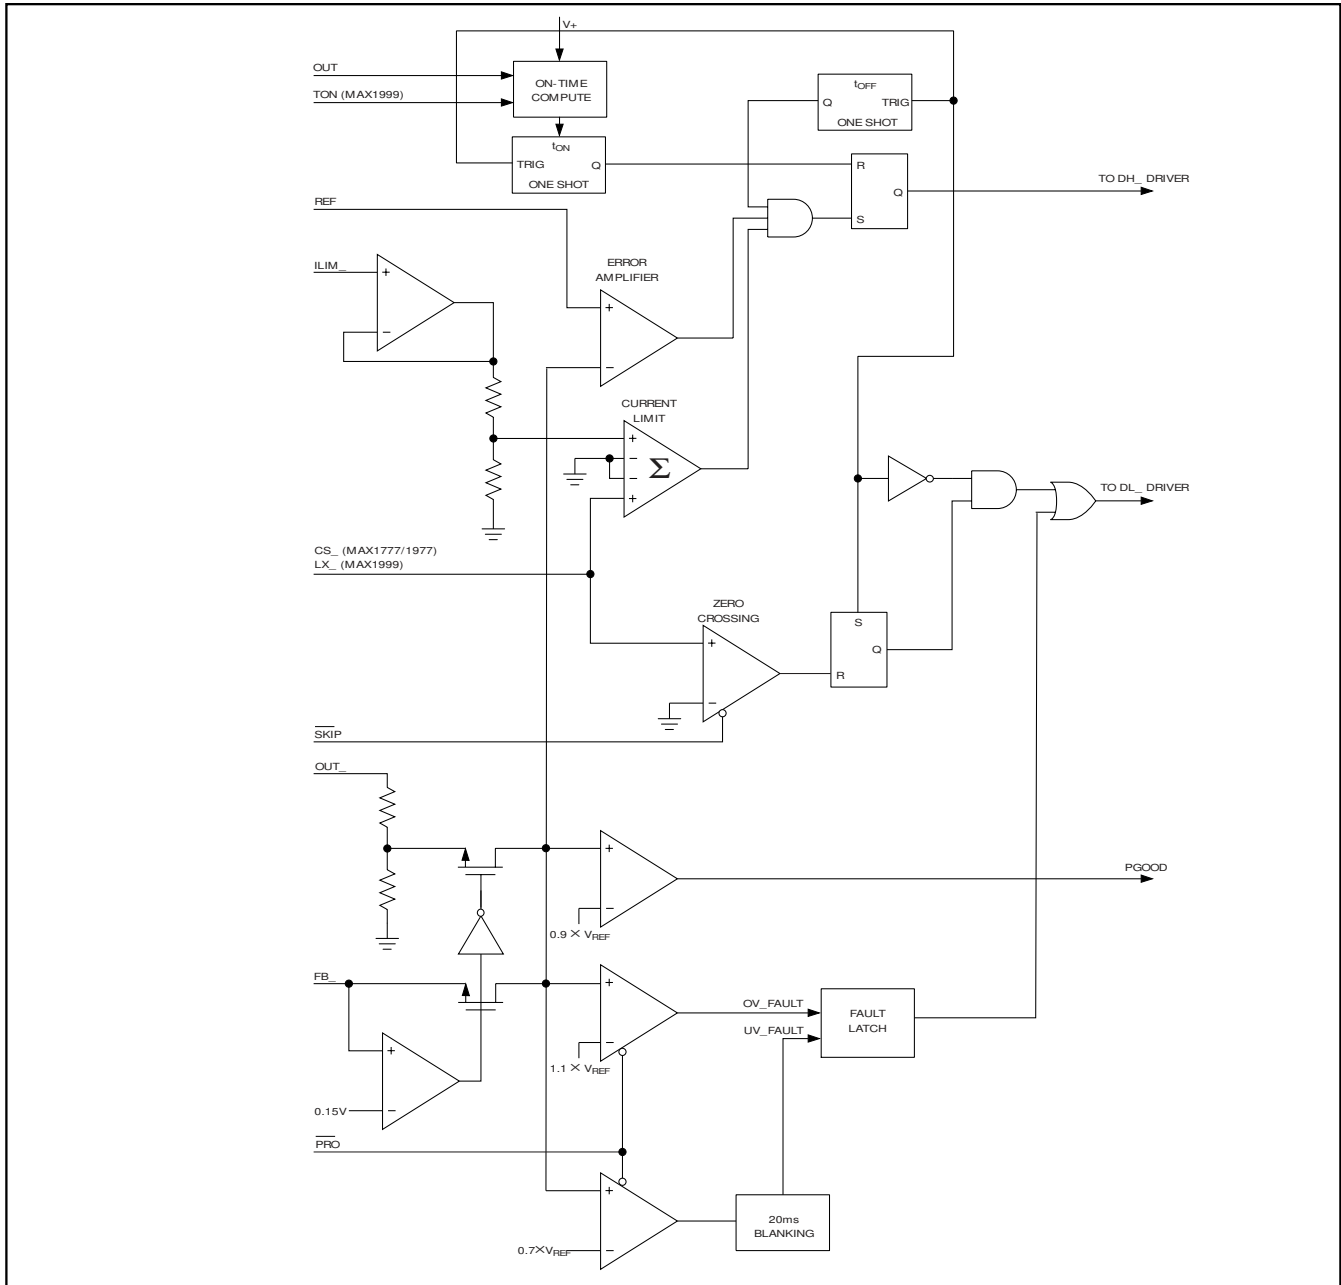 V+
OUT
TON (MAX1999)
ON-TIME
COMPUTE
tON
TRIG
Q
ONE SHOT
tOFF
Q
TRIG
ONE SHOT
R
Q
S
TO DH_ DRIVER
REF
ILIM_
+
−
ERROR
AMPLIFIER
+
−
CURRENT
LIMIT
+
−
−
+
Σ
TO DL_ DRIVER
CS_ (MAX1777/1977)
LX_ (MAX1999)
ZERO
CROSSING
+
−
S
Q
R
SKIP
OUT_
+
−
0.9 × VREF
PGOOD
FB_
+
−
0.15V
+
−
1.1 × VREF
OV_FAULT
UV_FAULT
FAULT
LATCH
PRO
+
−
0.7×VREF
20ms
BLANKING